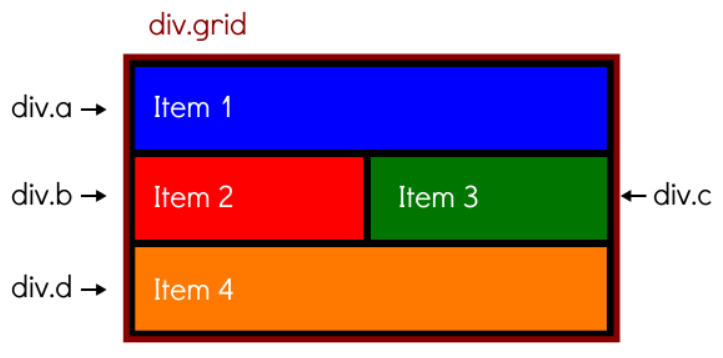 div.grid
div.a → Item 1
div.b → Item 2 Item 3 ← div.c
div.d → Item 4